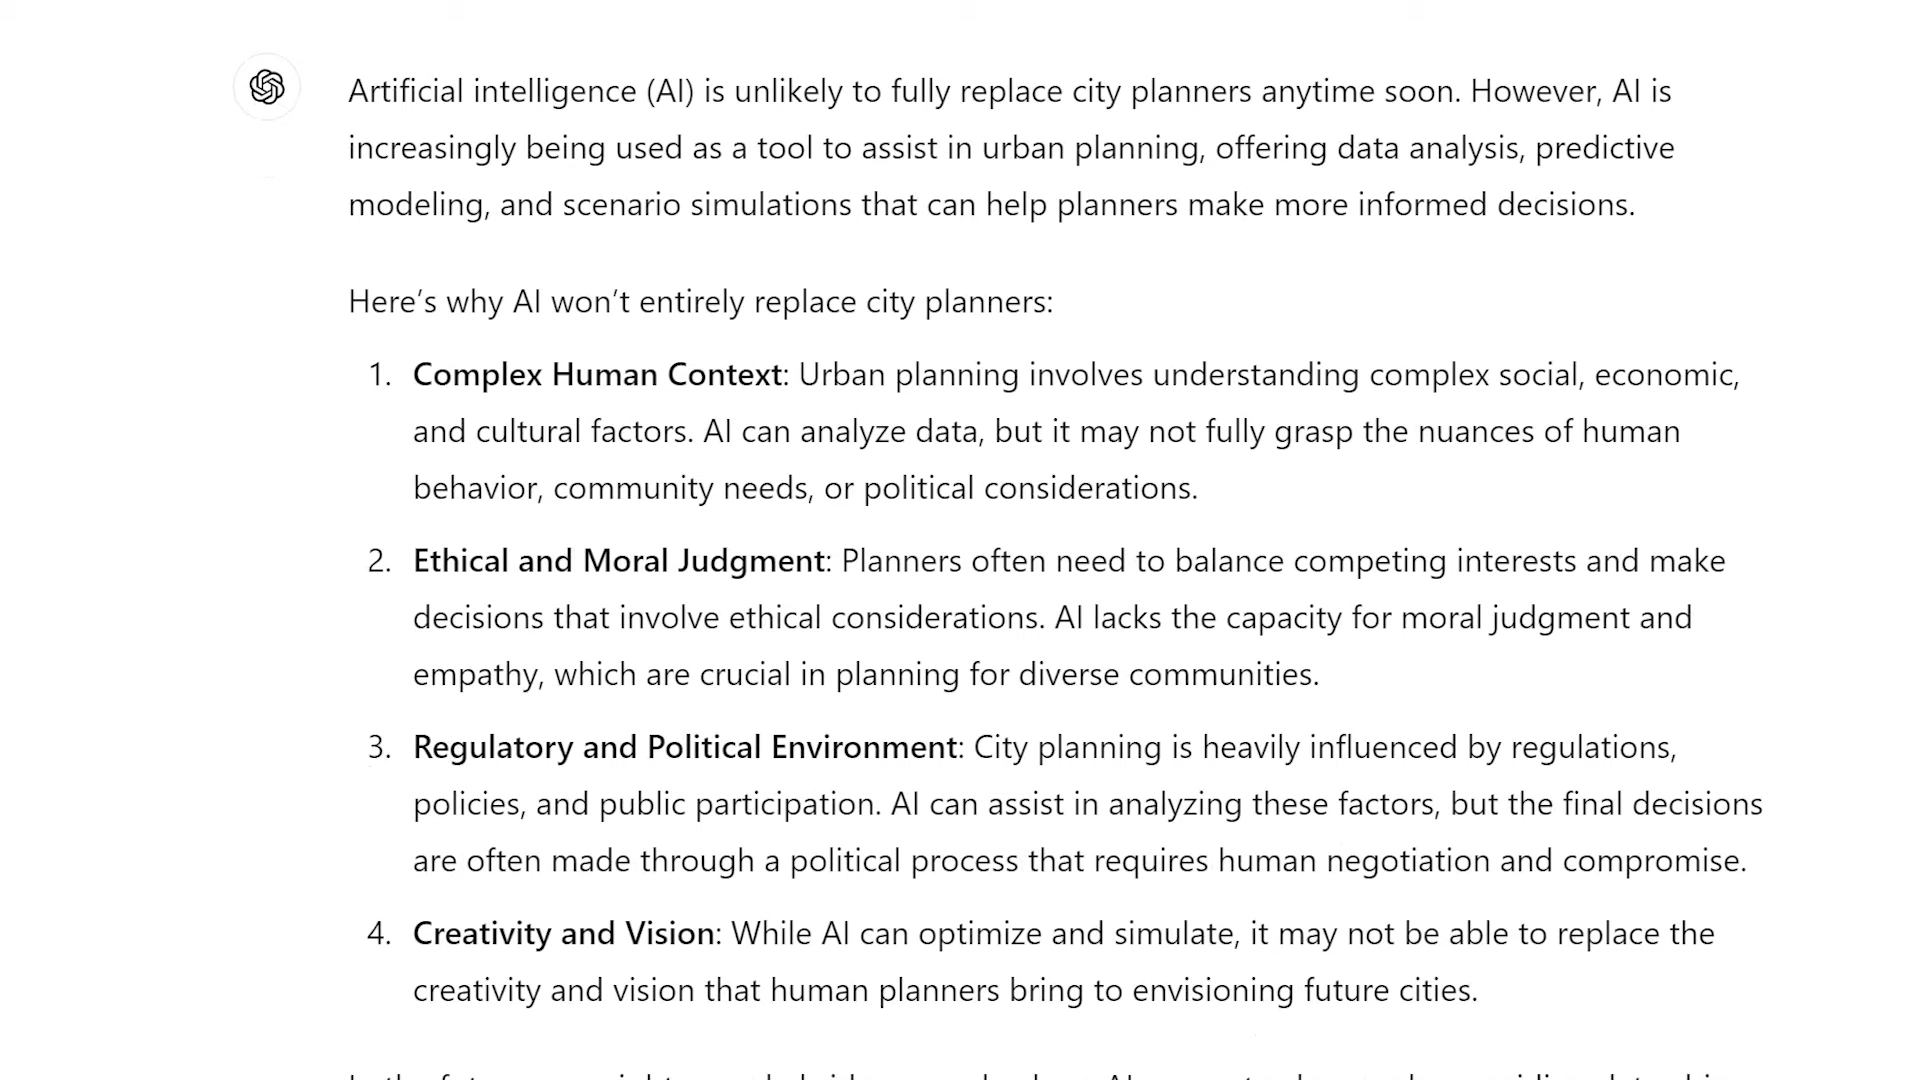 Artificial intelligence (AI) is unlikely to fully replace city planners anytime soon. However, AI is
increasingly being used as a tool to assist in urban planning, offering data analysis, predictive
modeling, and scenario simulations that can help planners make more informed decisions.
Here’s why AI won’t entirely replace city planners:
1. Complex Human Context: Urban planning involves understanding complex social, economic,
and cultural factors. AI can analyze data, but it may not fully grasp the nuances of human
behavior, community needs, or political considerations.
2. Ethical and Moral Judgment: Planners often need to balance competing interests and make
decisions that involve ethical considerations. AI lacks the capacity for moral judgment and
empathy, which are crucial in planning for diverse communities.
3. Regulatory and Political Environment: City planning is heavily influenced by regulations,
policies, and public participation. AI can assist in analyzing these factors, but the final decisions
are often made through a political process that requires human negotiation and compromise.
4. Creativity and Vision: While AI can optimize and simulate, it may not be able to replace the
creativity and vision that human planners bring to envisioning future cities.